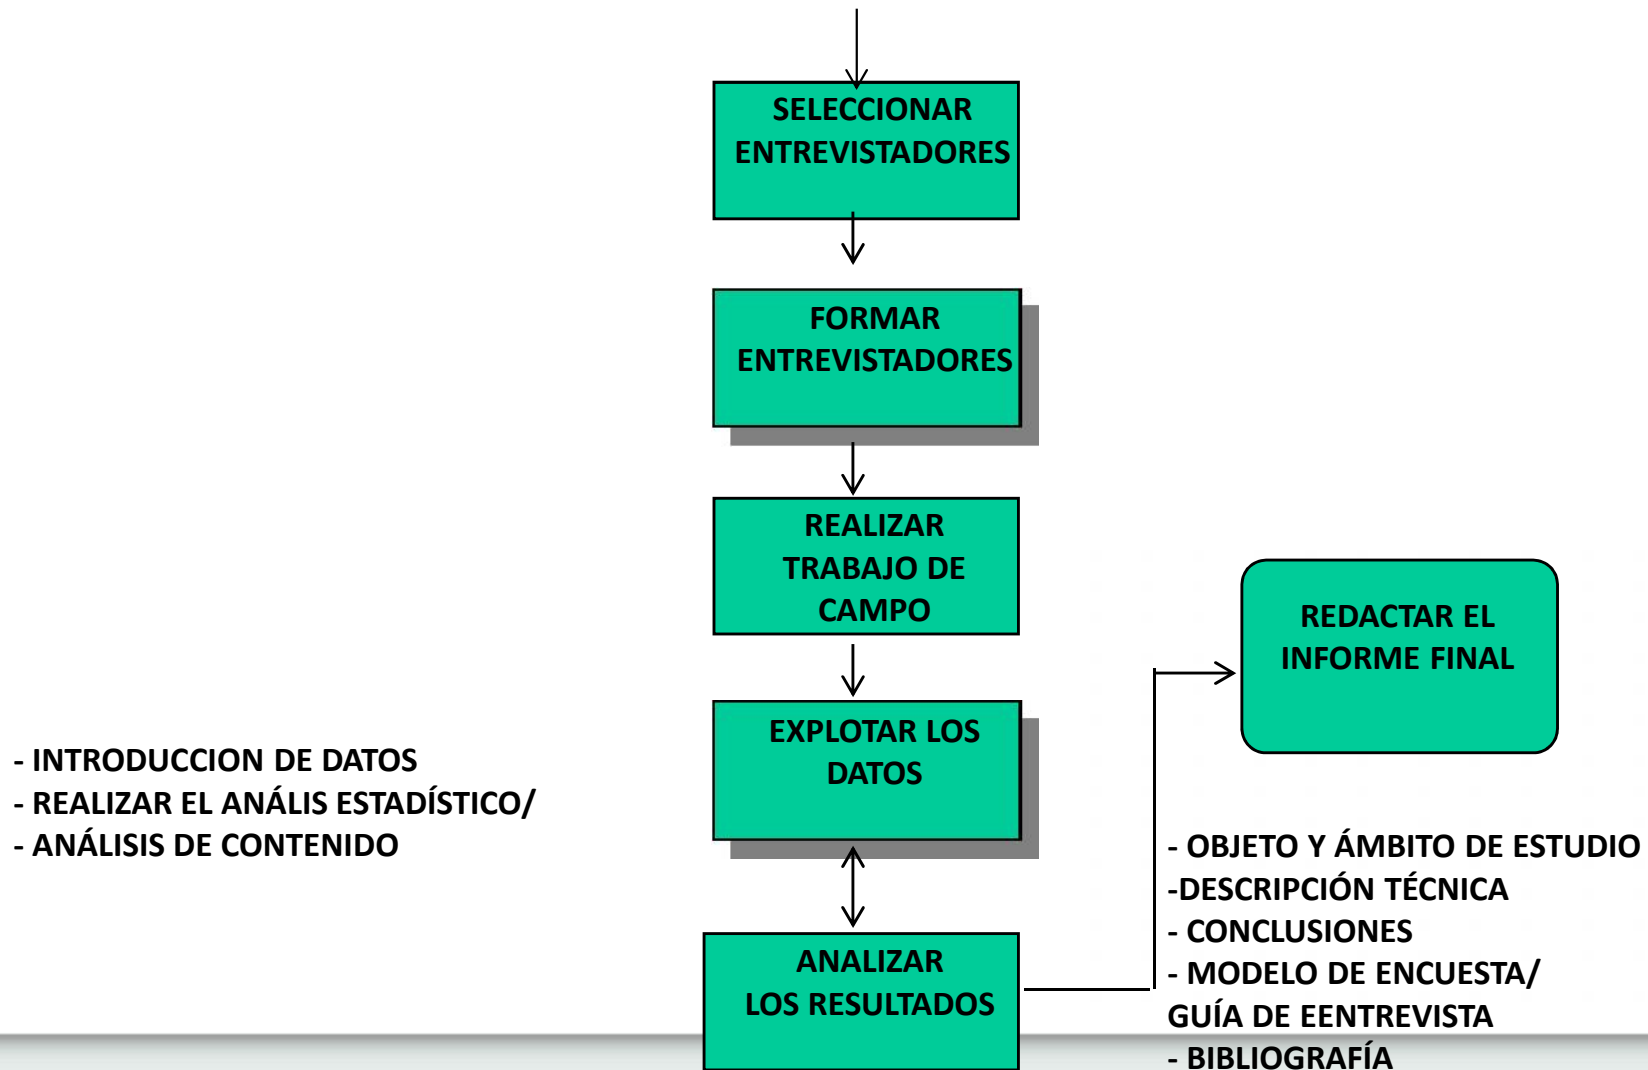 SELECCIONAR
ENTREVISTADORES
FORMAR
ENTREVISTADORES
REALIZAR
TRABAJO DE
CAMPO
EXPLOTAR LOS
DATOS
- INTRODUCCION DE DATOS
- REALIZAR EL ANÁLIS ESTADÍSTICO/
- ANÁLISIS DE CONTENIDO
ANALIZAR
LOS RESULTADOS
REDACTAR EL
INFORME FINAL
- OBJETO Y ÁMBITO DE ESTUDIO
-DESCRIPCIÓN TÉCNICA
- CONCLUSIONES
- MODELO DE ENCUESTA/
GUÍA DE EENTREVISTA
- BIBLIOGRAFÍA